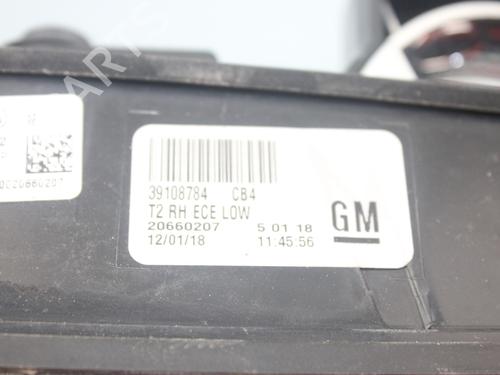 39108784 CB4
T2 RH ECE LOW
20660207 5 01 18
12/01/18 11:45:56
GM